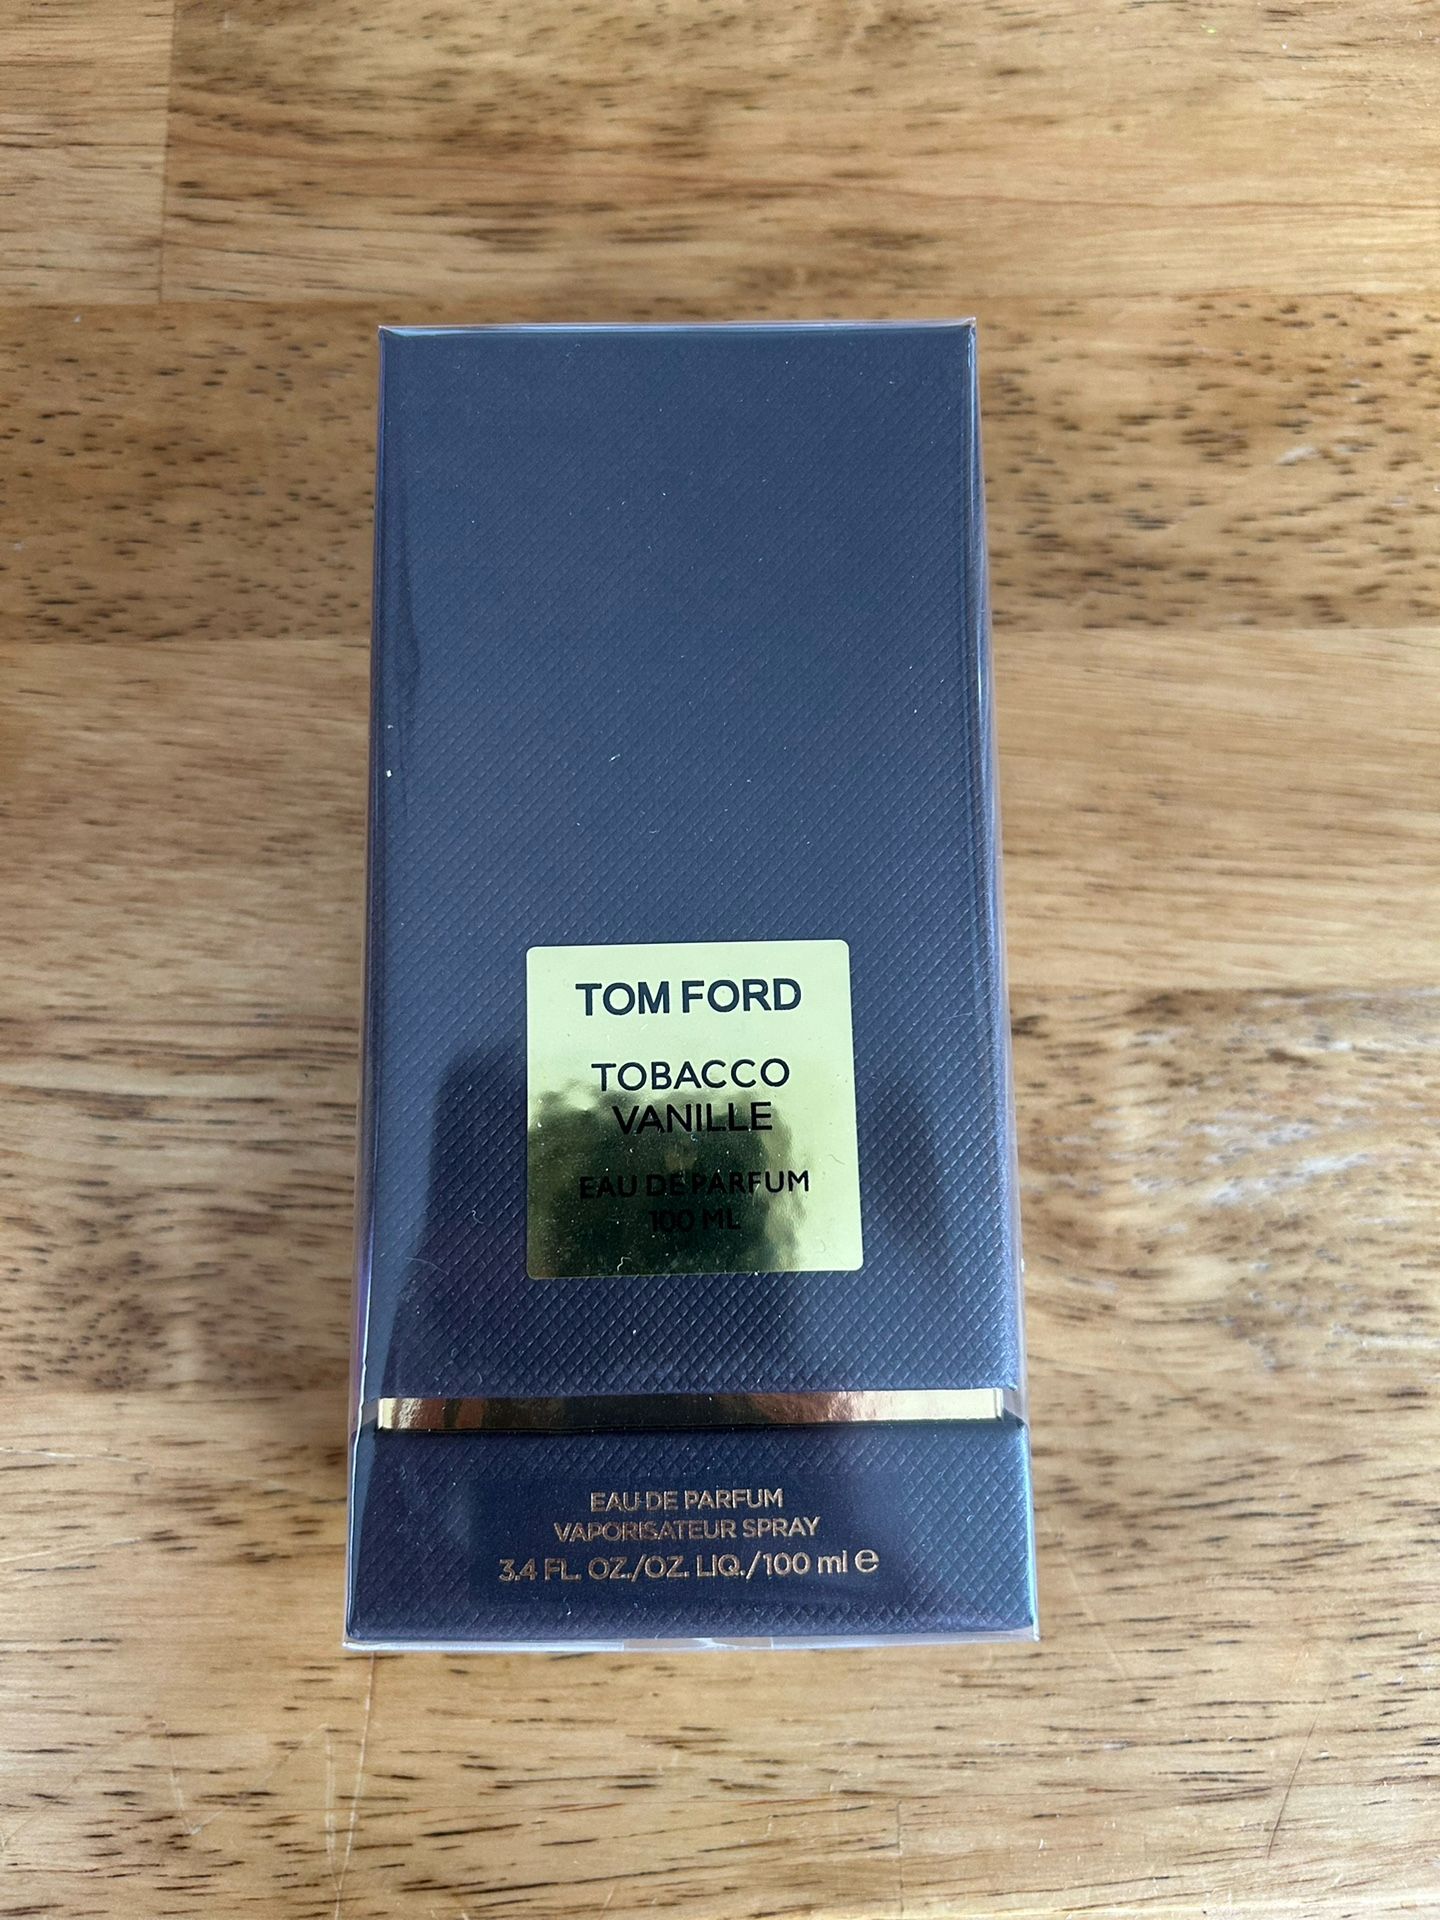 TOM FORD
TOBACCO
VANILLE
EAU DE PARFUM
100 ML
EAU DE PARFUM
VAPORISATEUR SPRAY
3.4 FL. OZ./OZ. LIQ./100 ml e